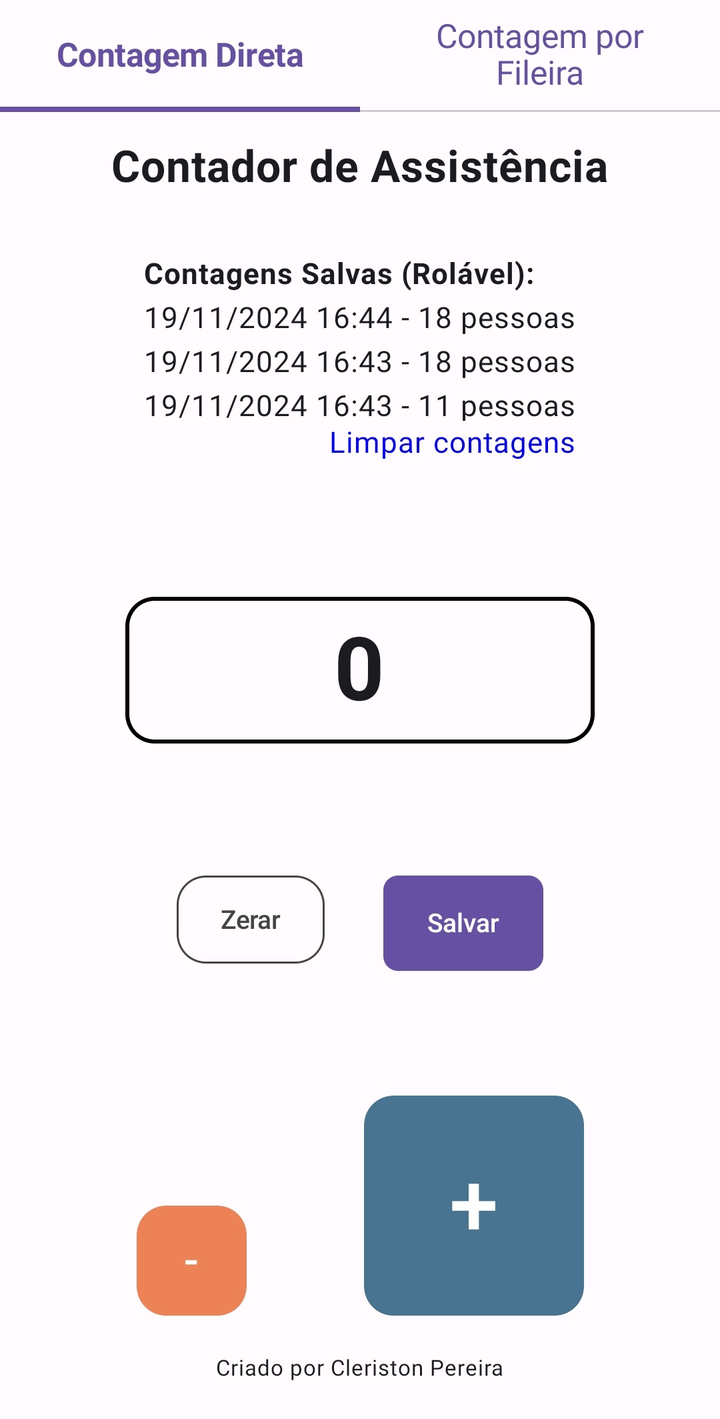 Contagem Direta
Contagem por
Fileira
Contador de Assistência
Contagens Salvas (Rolável):
19/11/2024 16:44 - 18 pessoas
19/11/2024 16:43 - 18 pessoas
19/11/2024 16:43 - 11 pessoas
Limpar contagens
0
Zerar
Salvar
-
+
Criado por Cleriston Pereira